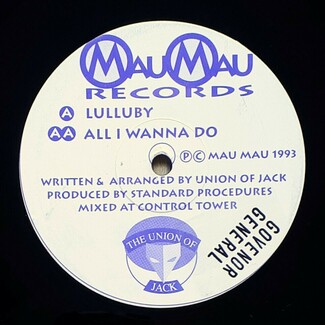 MAU MAU
RECORDS
A LULLUBY
AA ALL I WANNA DO
Ⓟ© MAU MAU 1993
WRITTEN & ARRANGED BY UNION OF JACK
PRODUCED BY STANDARD PROCEDURES
MIXED AT CONTROL TOWER
THE UNION OF
JACK
GOVENOR
GENERAL